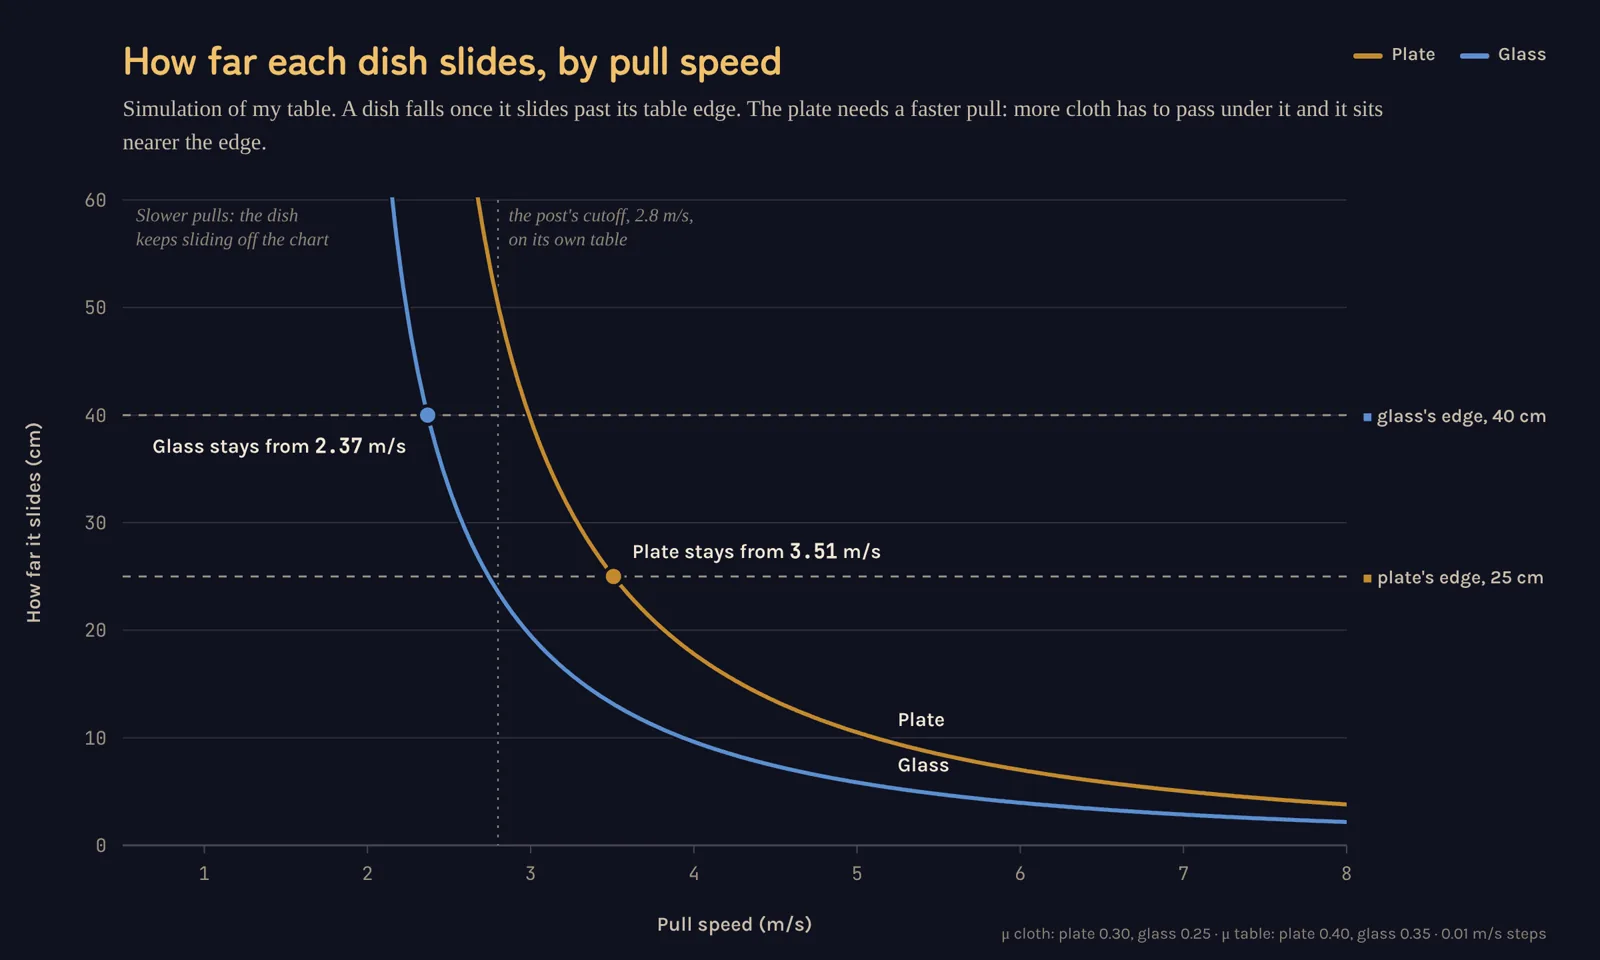 How far each dish slides, by pull speed
Plate
Glass
Simulation of my table. A dish falls once it slides past its table edge. The plate needs a faster pull: more cloth has to pass under it and it sits
nearer the edge.
60
Slower pulls: the dish
keeps sliding off the chart
the post's cutoff, 2.8 m/s,
on its own table
50
40
glass's edge, 40 cm
Glass stays from 2.37 m/s
How far it slides (cm)
30
Plate stays from 3.51 m/s
plate's edge, 25 cm
20
Plate
10
Glass
0
1
2
3
4
5
6
7
8
Pull speed (m/s)
μ cloth: plate 0.30, glass 0.25 · μ table: plate 0.40, glass 0.35 · 0.01 m/s steps